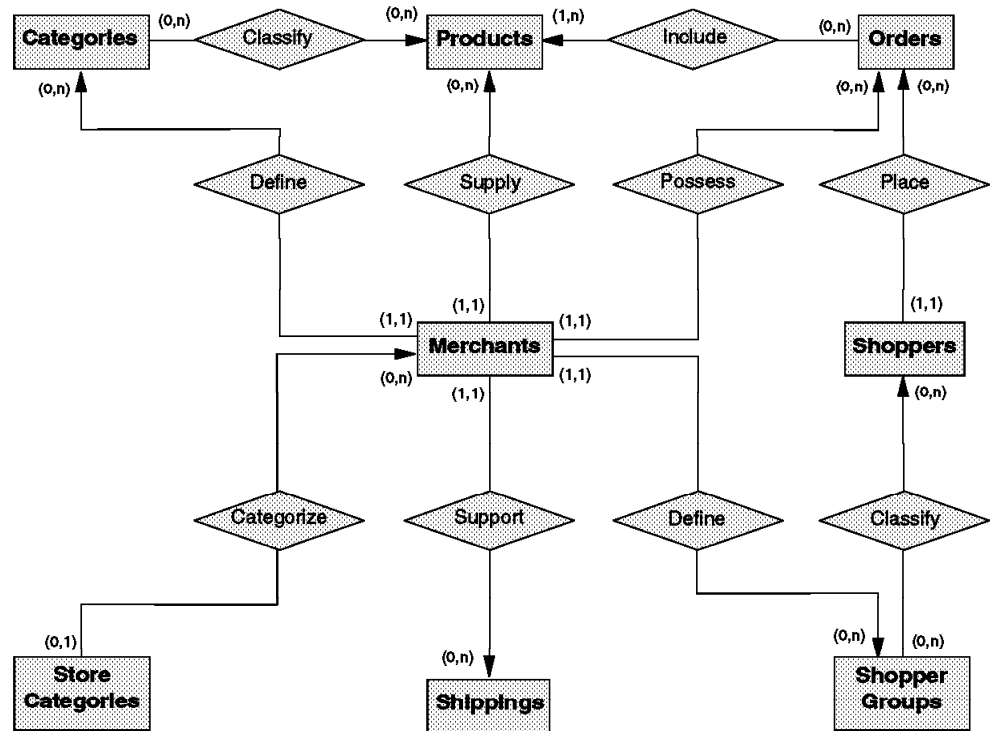 (0,n)
(0,n)
(1,n)
(0,n)
Categories
Classify
Products
Include
Orders
(0,n)
(0,n)
(0,n)
(0,n)
Define
Supply
Possess
Place
(1,1)
(1,1)
(1,1)
(1,1)
Merchants
Shoppers
(0,n)
(1,1)
(1,1)
(0,n)
Categorize
Support
Define
Classify
(0,1)
(0,n)
(0,n)
(0,n)
Store
Categories
Shippings
Shopper
Groups